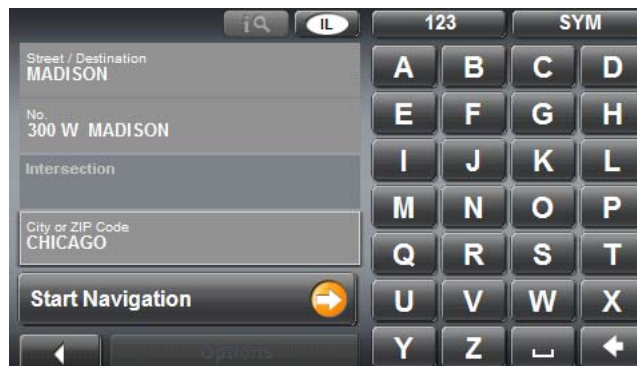 IL
123 SYM
Street / Destination
MADISON
No.
300 W MADISON
Intersection
City or ZIP Code
CHICAGO
Start Navigation
Options
A B C D
E F G H
I J K L
M N O P
Q R S T
U V W X
Y Z